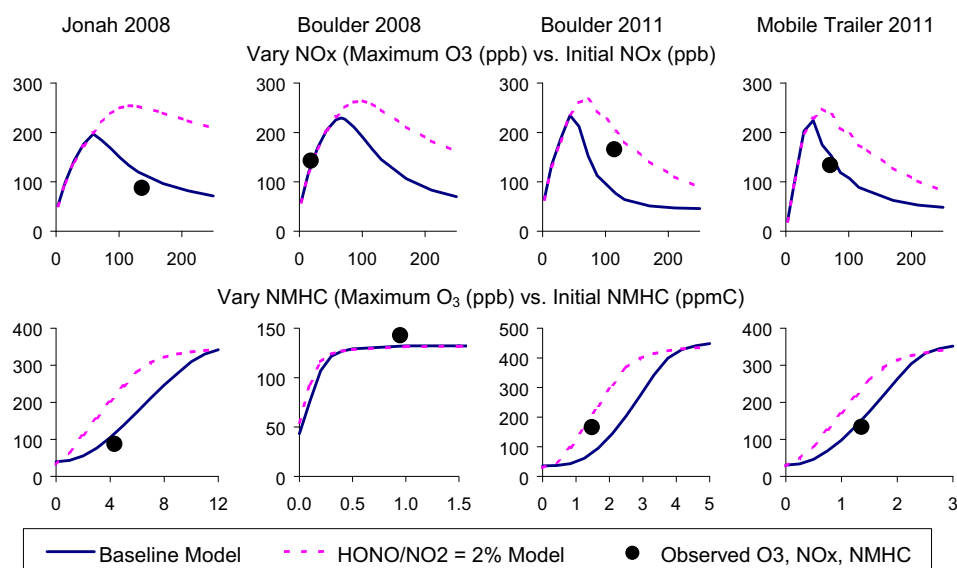 Jonah 2008 Boulder 2008 Boulder 2011 Mobile Trailer 2011
Vary NOx (Maximum O3 (ppb) vs. Initial NOx (ppb)
300 300 300 300
200 200 200 200
100 100 100 100
0 0 0 0
0 100 200 0 100 200 0 100 200 0 100 200
Vary NMHC (Maximum O₃ (ppb) vs. Initial NMHC (ppmC)
400 150 500 400
400
300 100 300
300
200 200
50 200
100 100 100
0 0 0 0
0 4 8 12 0.0 0.5 1.0 1.5 0 1 2 3 4 5 0 1 2 3
Baseline Model HONO/NO2 = 2% Model Observed O3, NOx, NMHC